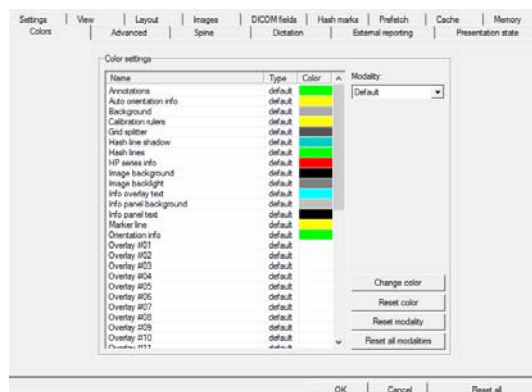 Settings View Layout Images DICOM fields Hash marks Prefetch Cache Memory
Colors Advanced Spine Dictation External reporting Presentation state
Color settings
Name Type Color Modality:
Annotations default Default
Auto orientation info default
Background default
Calibration rulers default
Grid splitter default
Hash line shadow default
Hash lines default
HP series info default
Image background default
Image backlight default
Info overlay text default
Info panel background default
Info panel text default
Marker line default
Orientation info default
Overlay #01 default
Overlay #02 default
Overlay #03 default
Overlay #04 default
Overlay #05 default
Overlay #06 default
Overlay #07 default
Overlay #08 default
Overlay #09 default
Overlay #10 default
Overlay #11 default
Change color
Reset color
Reset modality
Reset all modalities
OK Cancel Reset all